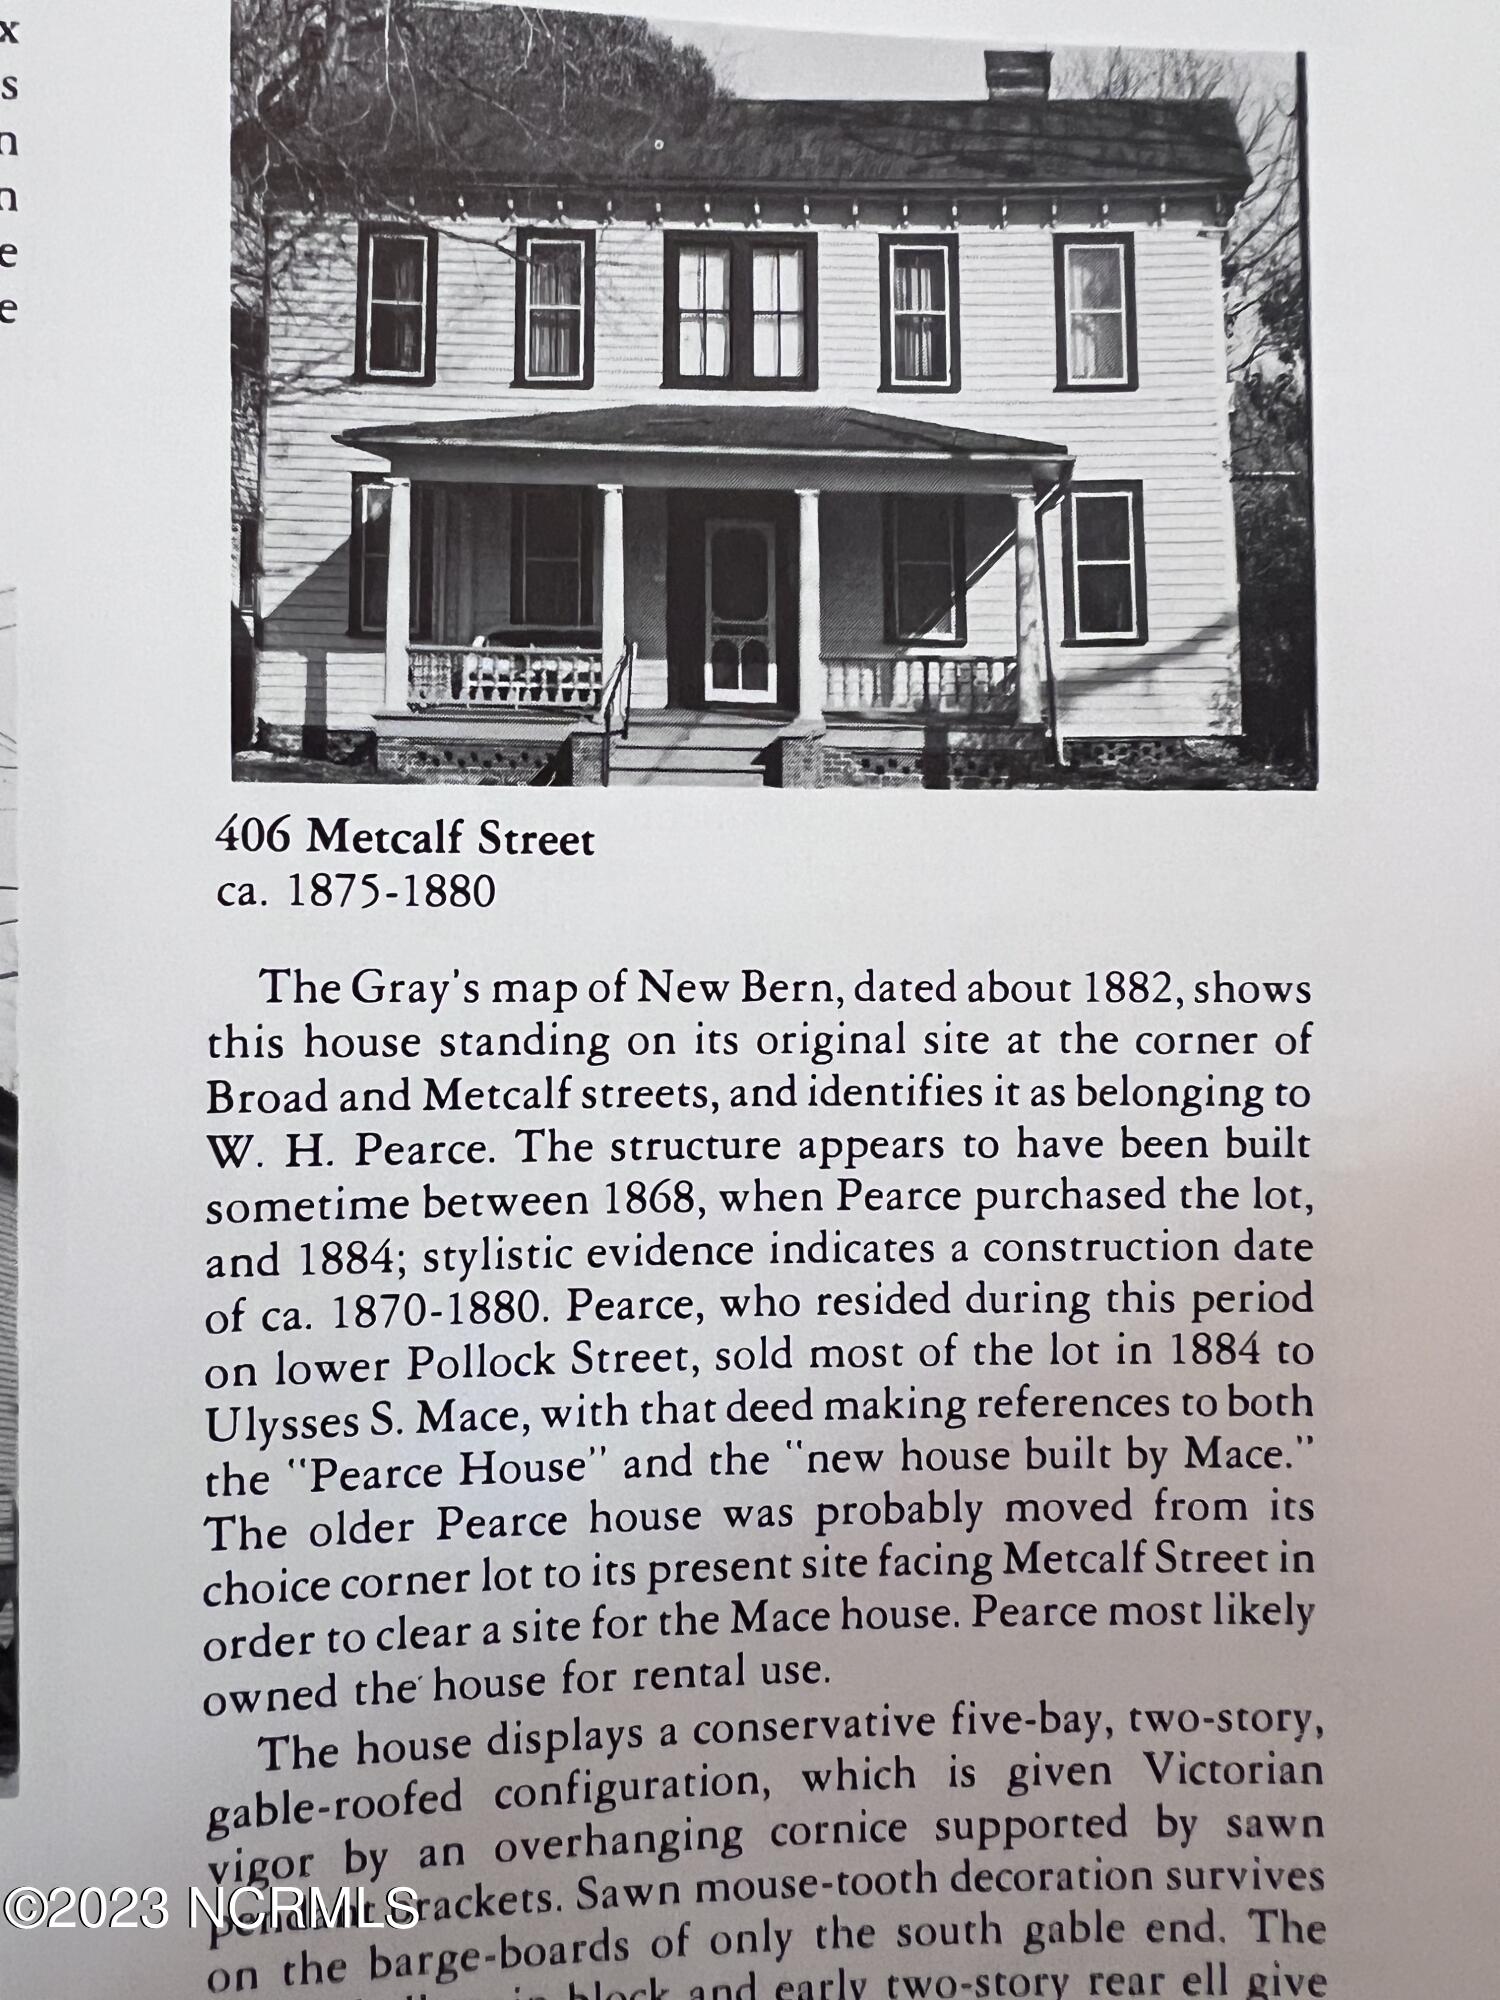 x
s
n
n
e
e
406 Metcalf Street
ca. 1875-1880
The Gray's map of New Bern, dated about 1882, shows
this house standing on its original site at the corner of
Broad and Metcalf streets, and identifies it as belonging to
W. H. Pearce. The structure appears to have been built
sometime between 1868, when Pearce purchased the lot,
and 1884; stylistic evidence indicates a construction date
of ca. 1870-1880. Pearce, who resided during this period
on lower Pollock Street, sold most of the lot in 1884 to
Ulysses S. Mace, with that deed making references to both
the "Pearce House" and the "new house built by Mace."
The older Pearce house was probably moved from its
choice corner lot to its present site facing Metcalf Street in
order to clear a site for the Mace house. Pearce most likely
owned the house for rental use.
The house displays a conservative five-bay, two-story,
gable-roofed configuration, which is given Victorian
vigor by an overhanging cornice supported by sawn
pendant brackets. Sawn mouse-tooth decoration survives
on the barge-boards of only the south gable end. The
block and early two-story rear ell give
©2023 NCRMLS